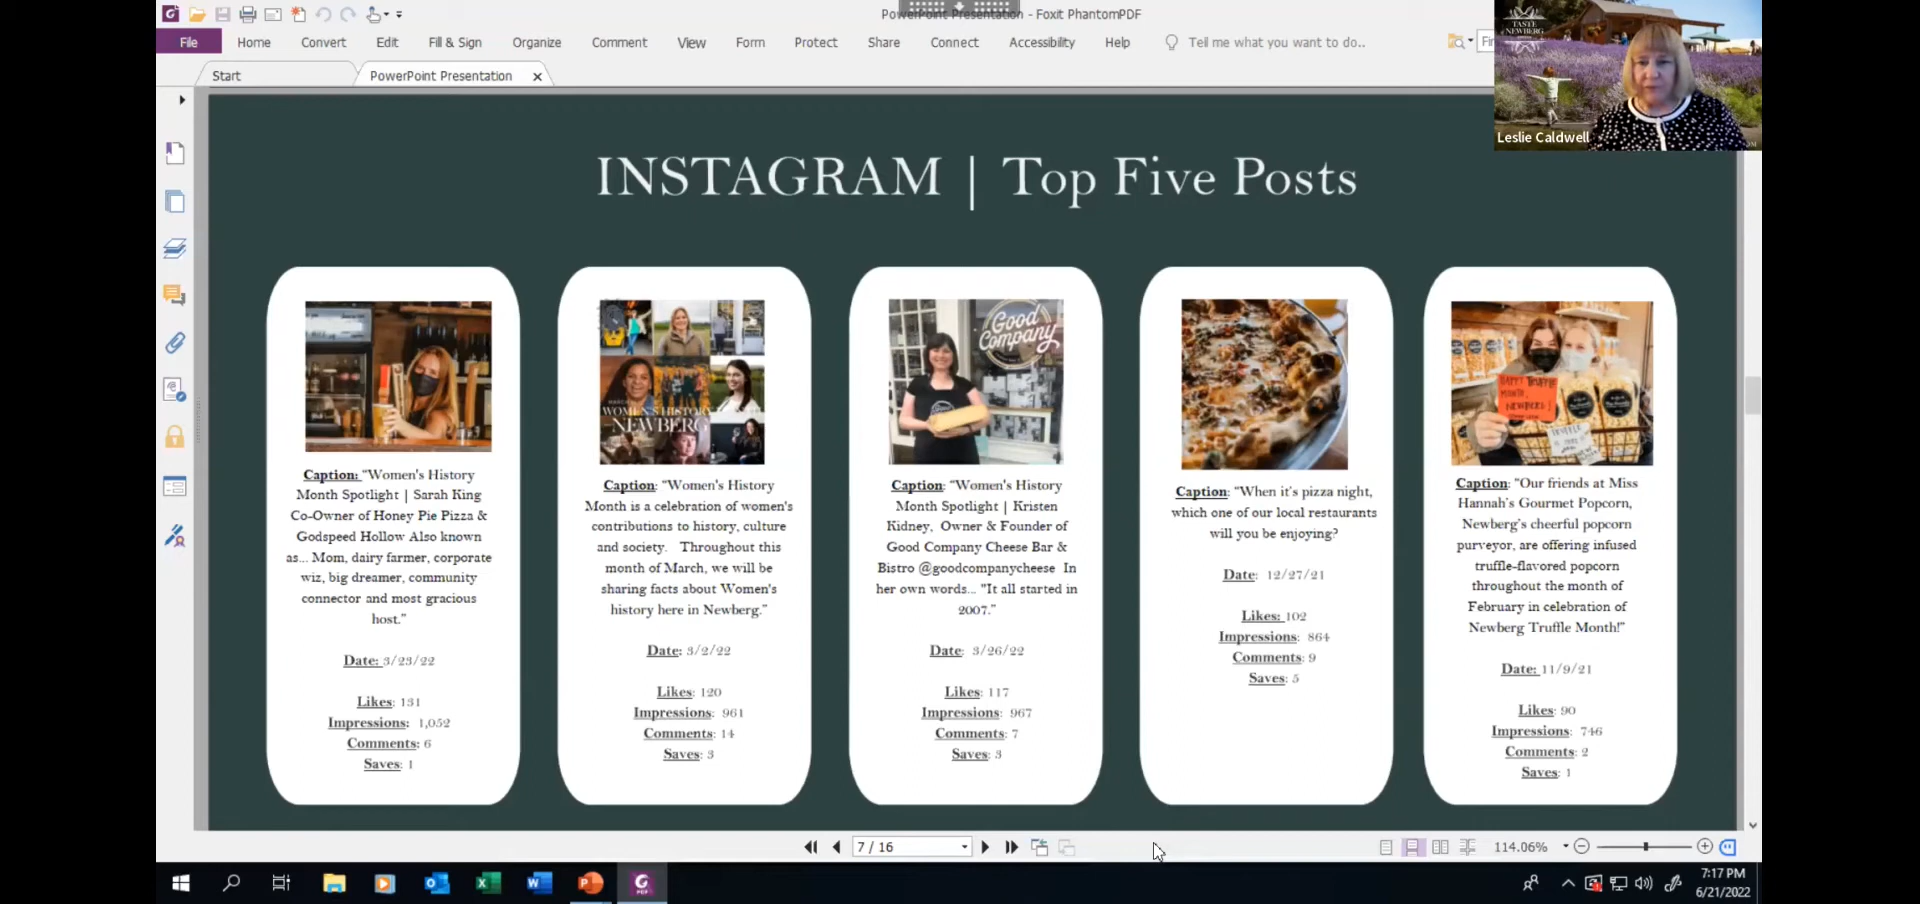 PowerPoint Presentation - Foxit PhantomPDF
File Home Convert Edit Fill & Sign Organize Comment View Form Protect Share Connect Accessibility Help Tell me what you want to do..
Start PowerPoint Presentation
TASTE
NEWBERG
Leslie Caldwell
INSTAGRAM | Top Five Posts
WOMEN'S HISTORY
NEWBERG
Caption: "Women's History
Month Spotlight | Sarah King
Co-Owner of Honey Pie Pizza &
Godspeed Hollow Also known
as... Mom, dairy farmer, corporate
wiz, big dreamer, community
connector and most gracious
host."
Date: 3/23/22
Likes: 131
Impressions: 1,052
Comments: 6
Saves: 1
Caption: "Women's History
Month is a celebration of women's
contributions to history, culture
and society. Throughout this
month of March, we will be
sharing facts about Women's
history here in Newberg."
Date: 3/2/22
Likes: 120
Impressions: 961
Comments: 14
Saves: 3
Good
Company
Caption: "Women's History
Month Spotlight | Kristen
Kidney, Owner & Founder of
Good Company Cheese Bar &
Bistro @goodcompanycheese In
her own words... "It all started in
2007."
Date: 3/26/22
Likes: 117
Impressions: 967
Comments: 7
Saves: 3
Caption: "When it's pizza night,
which one of our local restaurants
will you be enjoying?
Date: 12/27/21
Likes: 102
Impressions: 864
Comments: 9
Saves: 5
HAPPY TRUFFLE
MONTH,
NEWBERG!
TRUFFLE
Caption: "Our friends at Miss
Hannah's Gourmet Popcorn,
Newberg's cheerful popcorn
purveyor, are offering infused
truffle-flavored popcorn
throughout the month of
February in celebration of
Newberg Truffle Month!"
Date: 11/9/21
Likes: 90
Impressions: 746
Comments: 2
Saves: 1
7 / 16
114.06%
7:17 PM
6/21/2022